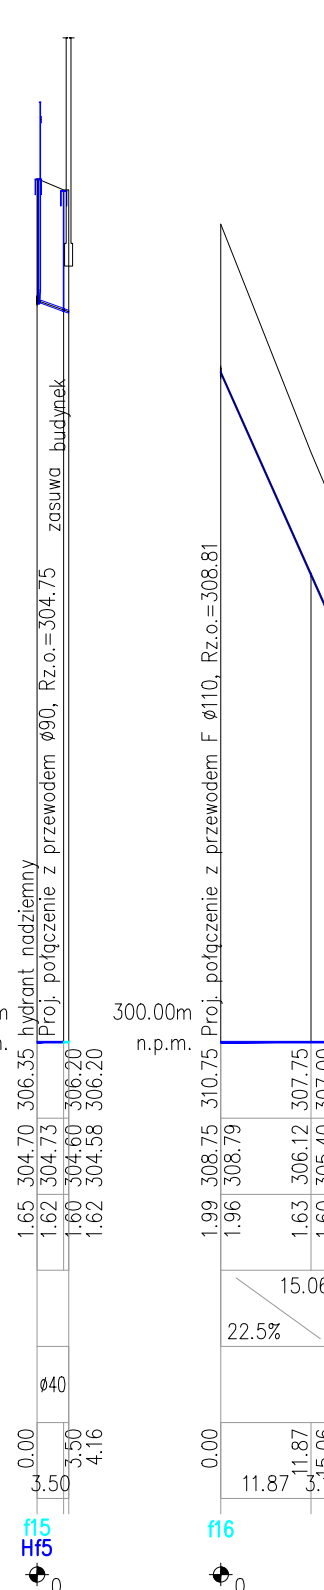 zasuwa budynek
hydrant nadziemny
Proj. połączenie z przewodem ø90, Rz.o.=304.75
Proj. połączenie z przewodem F ø110, Rz.o.=308.81
300.00m
n.p.m.
306.35 306.20 306.20
310.75 307.75
304.70 304.73 304.60 304.58
308.75 308.79 306.12
1.65 1.62 1.60 1.62
1.99 1.96 1.63
15.06
22.5%
ø40
0.00 3.50 4.16
0.00 11.87 15.06
3.50
11.87
f15
Hf5
f16
0
0